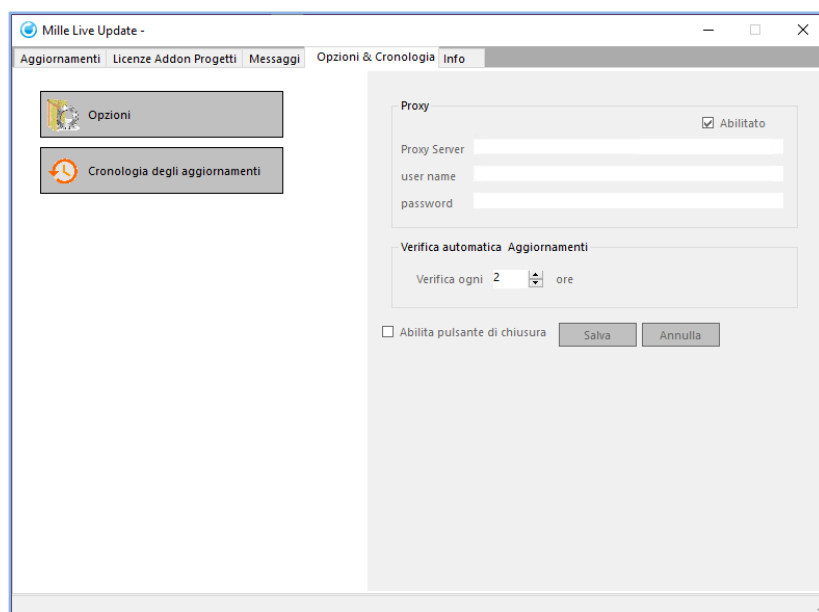 Mille Live Update -
Aggiornamenti Licenze Addon Progetti Messaggi Opzioni & Cronologia Info
Opzioni
Cronologia degli aggiornamenti
Proxy
Abilitato
Proxy Server
user name
password
Verifica automatica Aggiornamenti
Verifica ogni 2 ore
Abilita pulsante di chiusura Salva Annulla